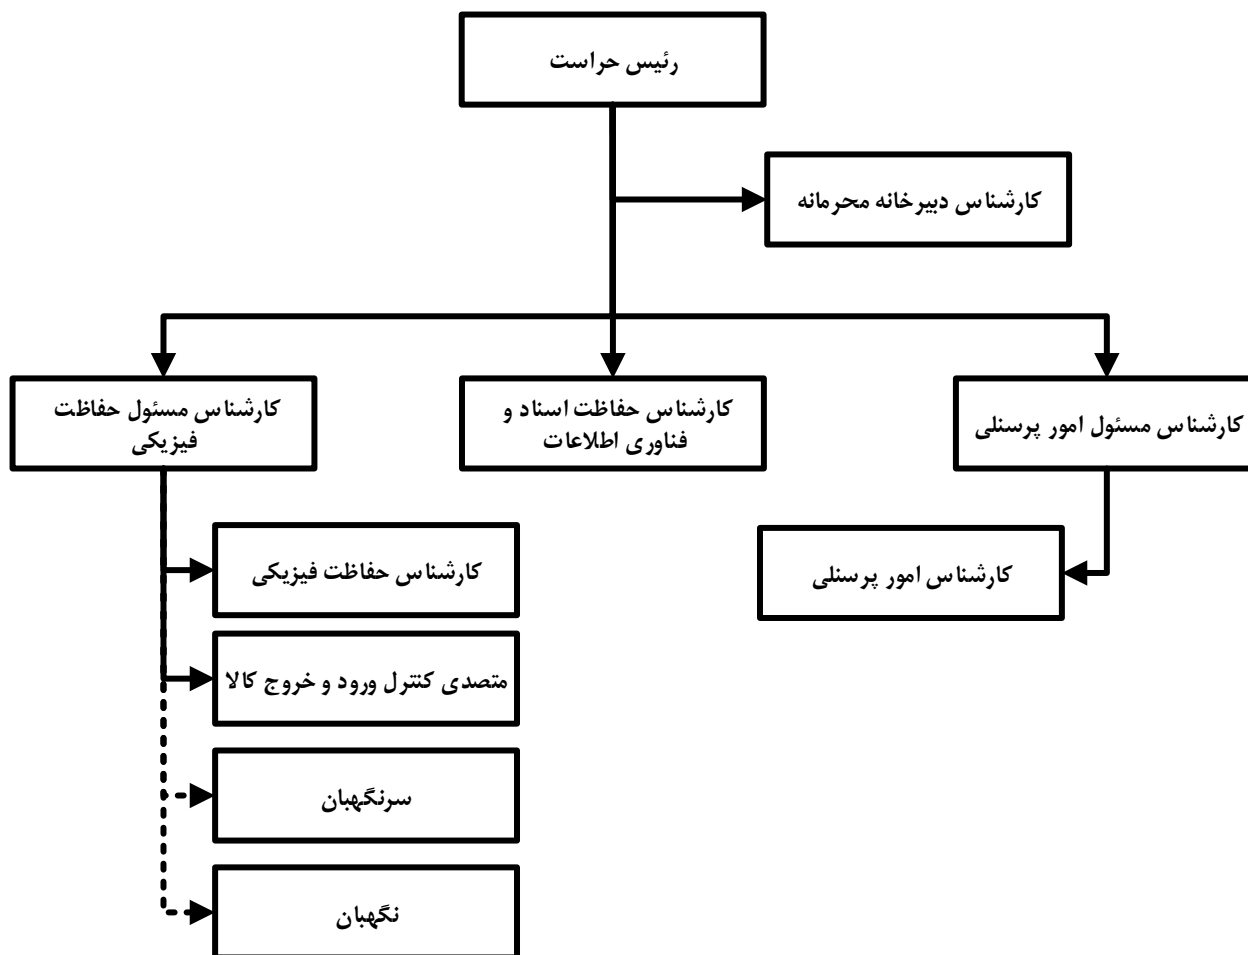 رئیس حراست
کارشناس دبیرخانه محرمانه
کارشناس مسئول امور پرسنلی
کارشناس حفاظت اسناد و
فناوری اطلاعات
کارشناس مسئول حفاظت
فیزیکی
کارشناس امور پرسنلی
کارشناس حفاظت فیزیکی
متصدی کنترل ورود و خروج کالا
سرنگهبان
نگهبان